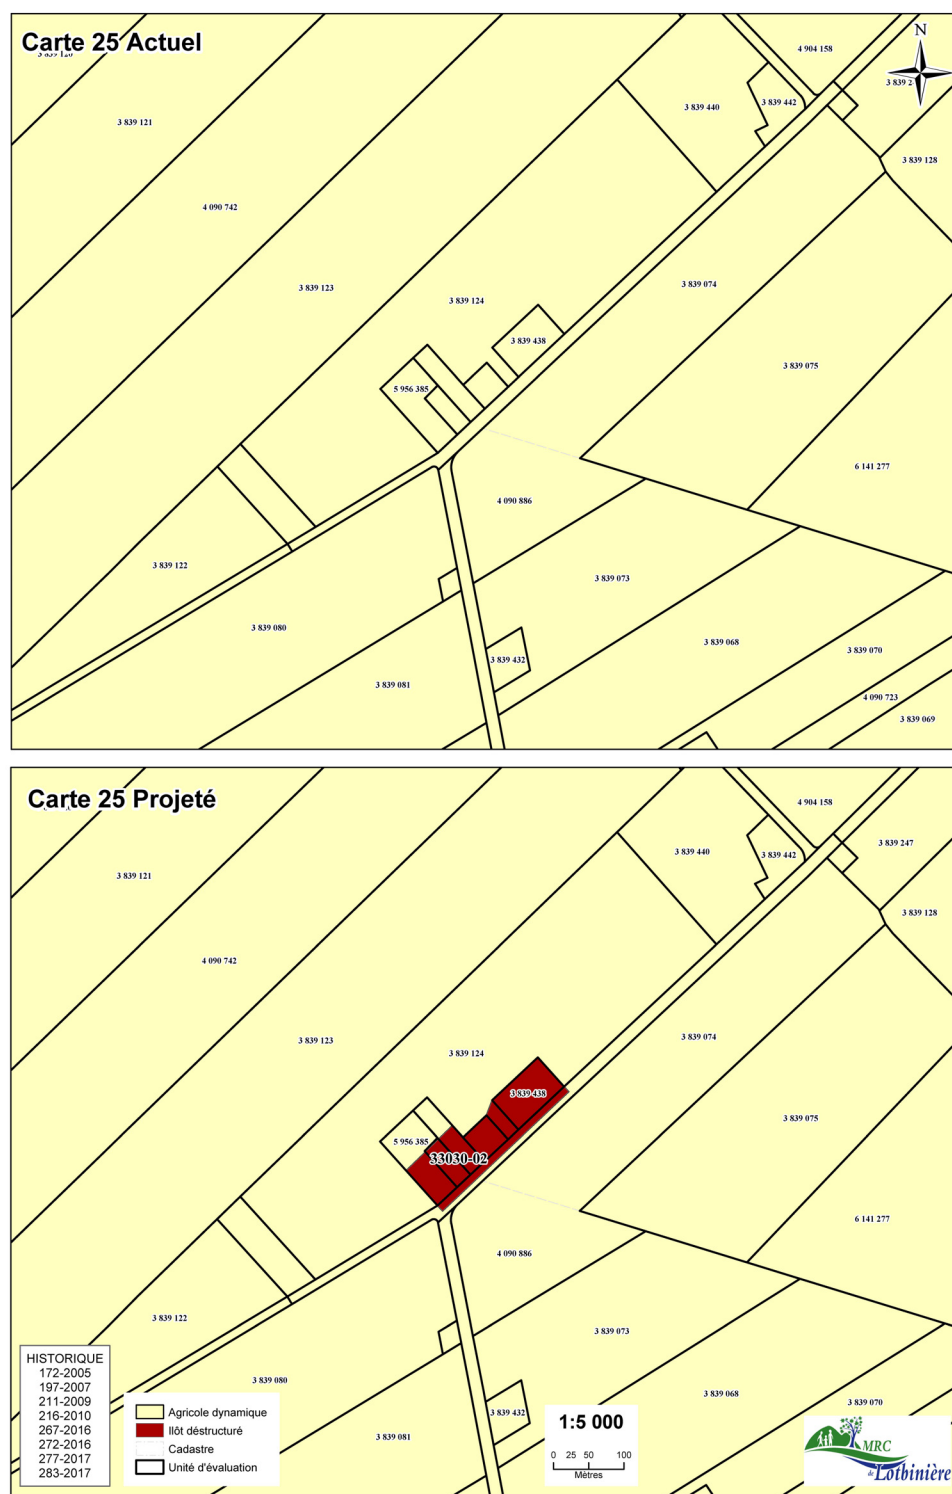 Carte 25 Actuel
N
4 904 158
3 839 2
3 839 120
3 839 440
3 839 442
3 839 121
3 839 128
4 090 742
3 839 074
3 839 123
3 839 124
3 839 438
3 839 075
5 956 385
6 141 277
4 090 886
3 839 122
3 839 073
3 839 080
3 839 068
3 839 070
3 839 432
3 839 081
4 090 723
3 839 069
Carte 25 Projeté
4 904 158
3 839 247
3 839 440
3 839 442
3 839 121
3 839 128
4 090 742
3 839 074
3 839 123
3 839 124
3 839 438
3 839 075
5 956 385
33030-02
6 141 277
4 090 886
3 839 122
3 839 073
3 839 080
3 839 068
3 839 070
3 839 432
3 839 081
HISTORIQUE
172-2005
197-2007
211-2009
216-2010
267-2016
272-2016
277-2017
283-2017
Agricole dynamique
Ilôt déstructuré
Cadastre
Unité d'évaluation
1:5 000
0 25 50 100
Mètres
MRC
de Lotbinière